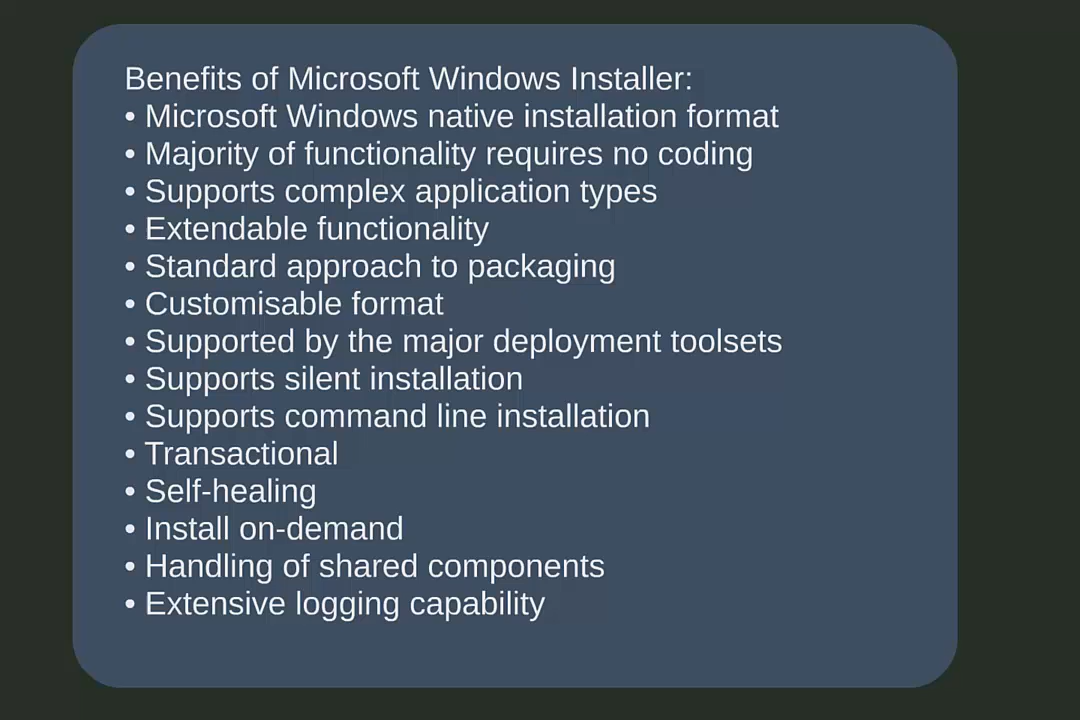 Benefits of Microsoft Windows Installer:
• Microsoft Windows native installation format
• Majority of functionality requires no coding
• Supports complex application types
• Extendable functionality
• Standard approach to packaging
• Customisable format
• Supported by the major deployment toolsets
• Supports silent installation
• Supports command line installation
• Transactional
• Self-healing
• Install on-demand
• Handling of shared components
• Extensive logging capability